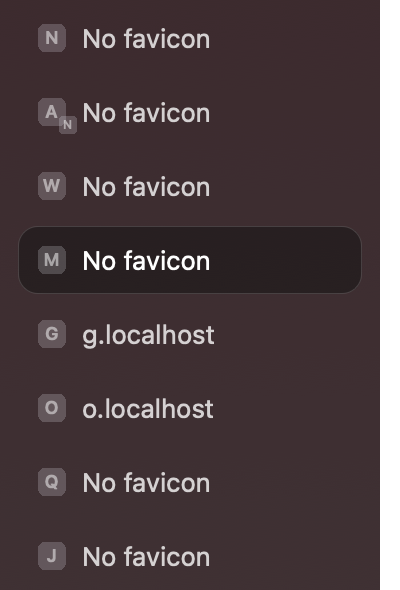 N No favicon
A N No favicon
W No favicon
M No favicon
G g.localhost
O o.localhost
Q No favicon
J No favicon